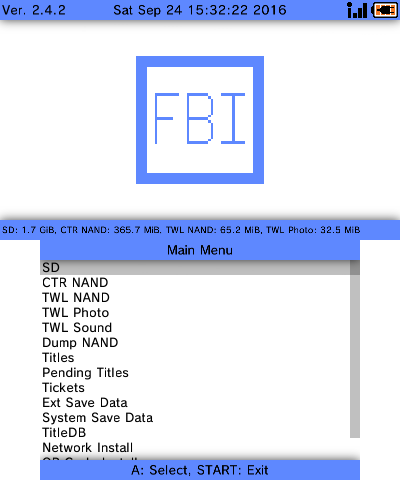 Ver. 2.4.2 Sat Sep 24 15:32:22 2016
FBI
SD: 1.7 GiB, CTR NAND: 365.7 MiB, TWL NAND: 65.2 MiB, TWL Photo: 32.5 MiB
Main Menu
SD
CTR NAND
TWL NAND
TWL Photo
TWL Sound
Dump NAND
Titles
Pending Titles
Tickets
Ext Save Data
System Save Data
TitleDB
Network Install
A: Select, START: Exit